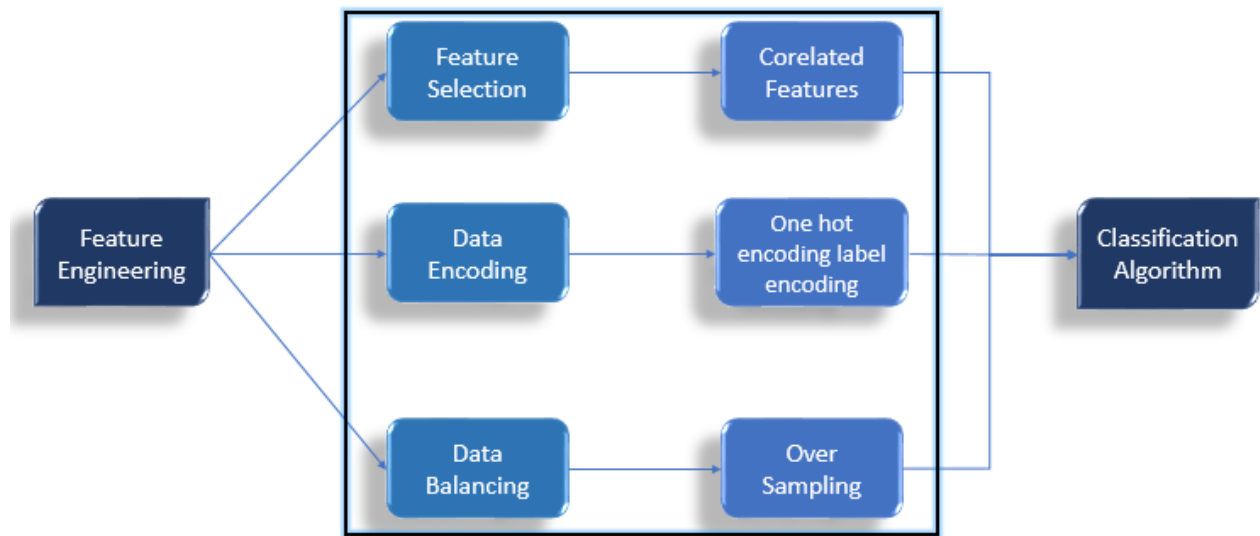 Feature
Selection
Corelated
Features
Feature
Engineering
Data
Encoding
One hot
encoding label
encoding
Classification
Algorithm
Data
Balancing
Over
Sampling